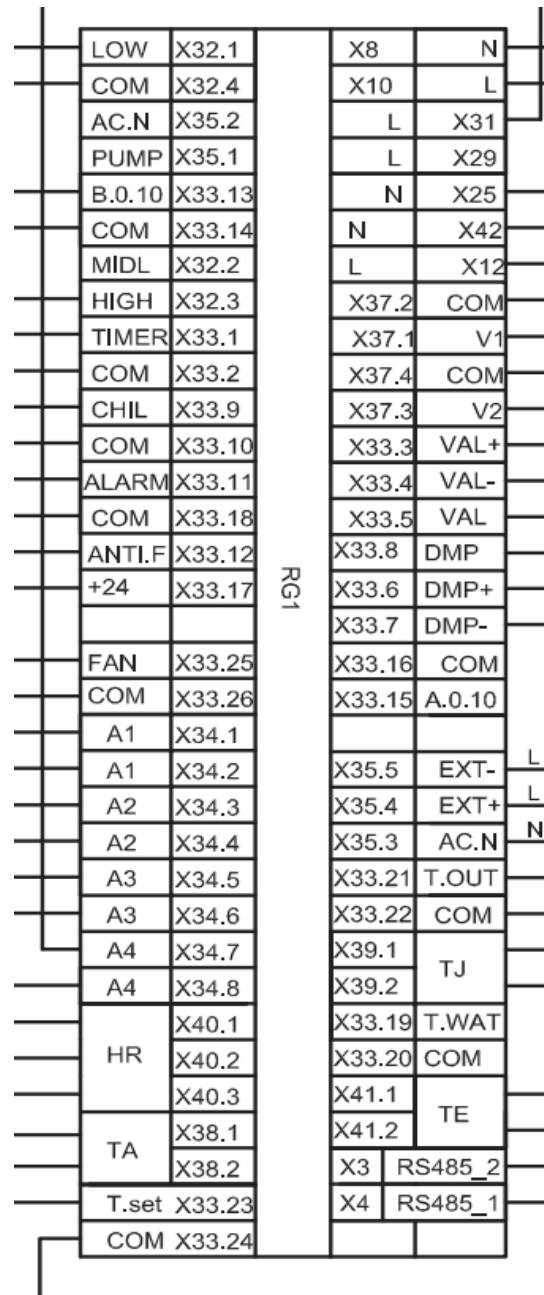 LOW X32.1 X8 N
COM X32.4 X10 L
AC.N X35.2 L X31
PUMP X35.1 L X29
B.0.10 X33.13 N X25
COM X33.14 N X42
MIDL X32.2 L X12
HIGH X32.3 X37.2 COM
TIMER X33.1 X37.1 V1
COM X33.2 X37.4 COM
CHIL X33.9 X37.3 V2
COM X33.10 X33.3 VAL+
ALARM X33.11 X33.4 VAL-
COM X33.18 X33.5 VAL
ANTI.F X33.12 X33.8 DMP
+24 X33.17 RG1 X33.6 DMP+
X33.7 DMP-
FAN X33.25 X33.16 COM
COM X33.26 X33.15 A.0.10
A1 X34.1
A1 X34.2 X35.5 EXT- L
A2 X34.3 X35.4 EXT+ L
A2 X34.4 X35.3 AC.N N
A3 X34.5 X33.21 T.OUT
A3 X34.6 X33.22 COM
A4 X34.7 X39.1 TJ
A4 X34.8 X39.2
X40.1 X33.19 T.WAT
HR X40.2 X33.20 COM
X40.3 X41.1 TE
TA X38.1 X41.2
X38.2 X3 RS485_2
T.set X33.23 X4 RS485_1
COM X33.24